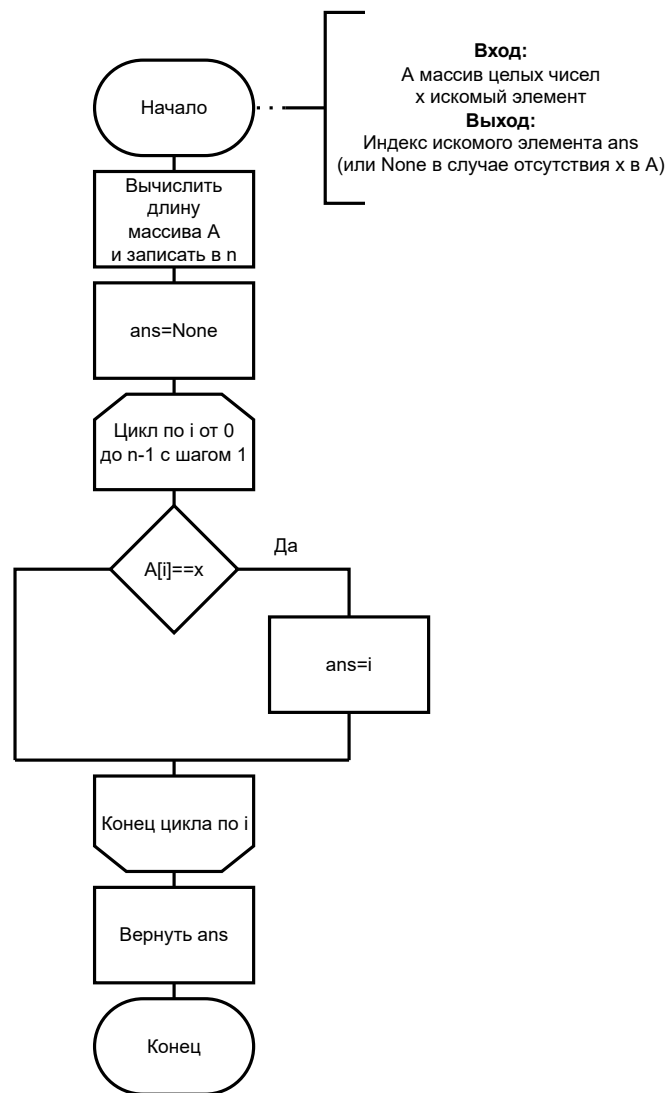 Начало
Вход:
А массив целых чисел
х искомый элемент
Выход:
Индекс искомого элемента ans
(или None в случае отсутствия х в А)
Вычислить
длину
массива А
и записать в n
ans=None
Цикл по i от 0
до n-1 с шагом 1
A[i]==x
Да
ans=i
Конец цикла по i
Вернуть ans
Конец